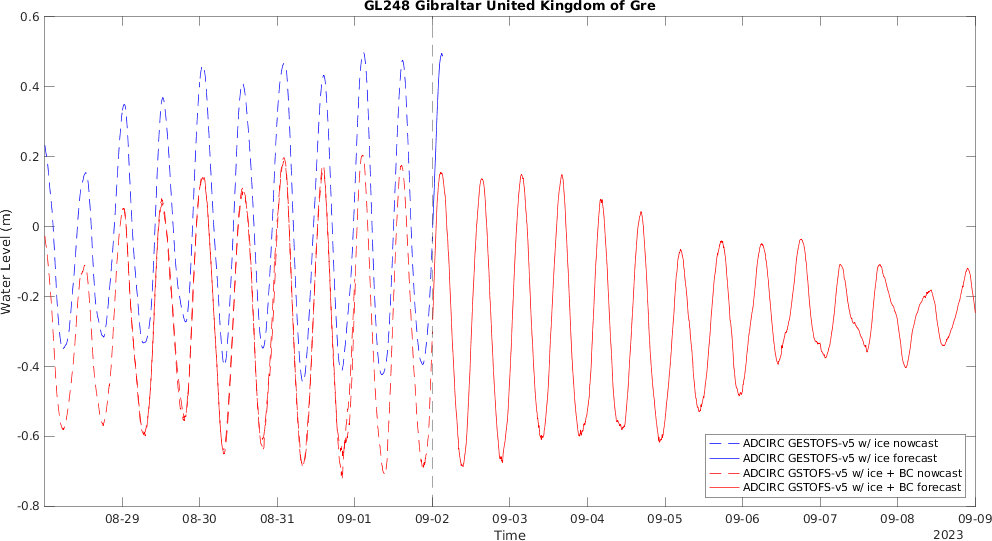 GL248 Gibraltar United Kingdom of Gre
0.6
0.4
0.2
0
-0.2
-0.4
-0.6
-0.8
Water Level (m)
08-29 08-30 08-31 09-01 09-02 09-03 09-04 09-05 09-06 09-07 09-08 09-09
Time
2023
ADCIRC GESTOFS-v5 w/ ice nowcast
ADCIRC GESTOFS-v5 w/ ice forecast
ADCIRC GSTOFS-v5 w/ ice + BC nowcast
ADCIRC GSTOFS-v5 w/ ice + BC forecast